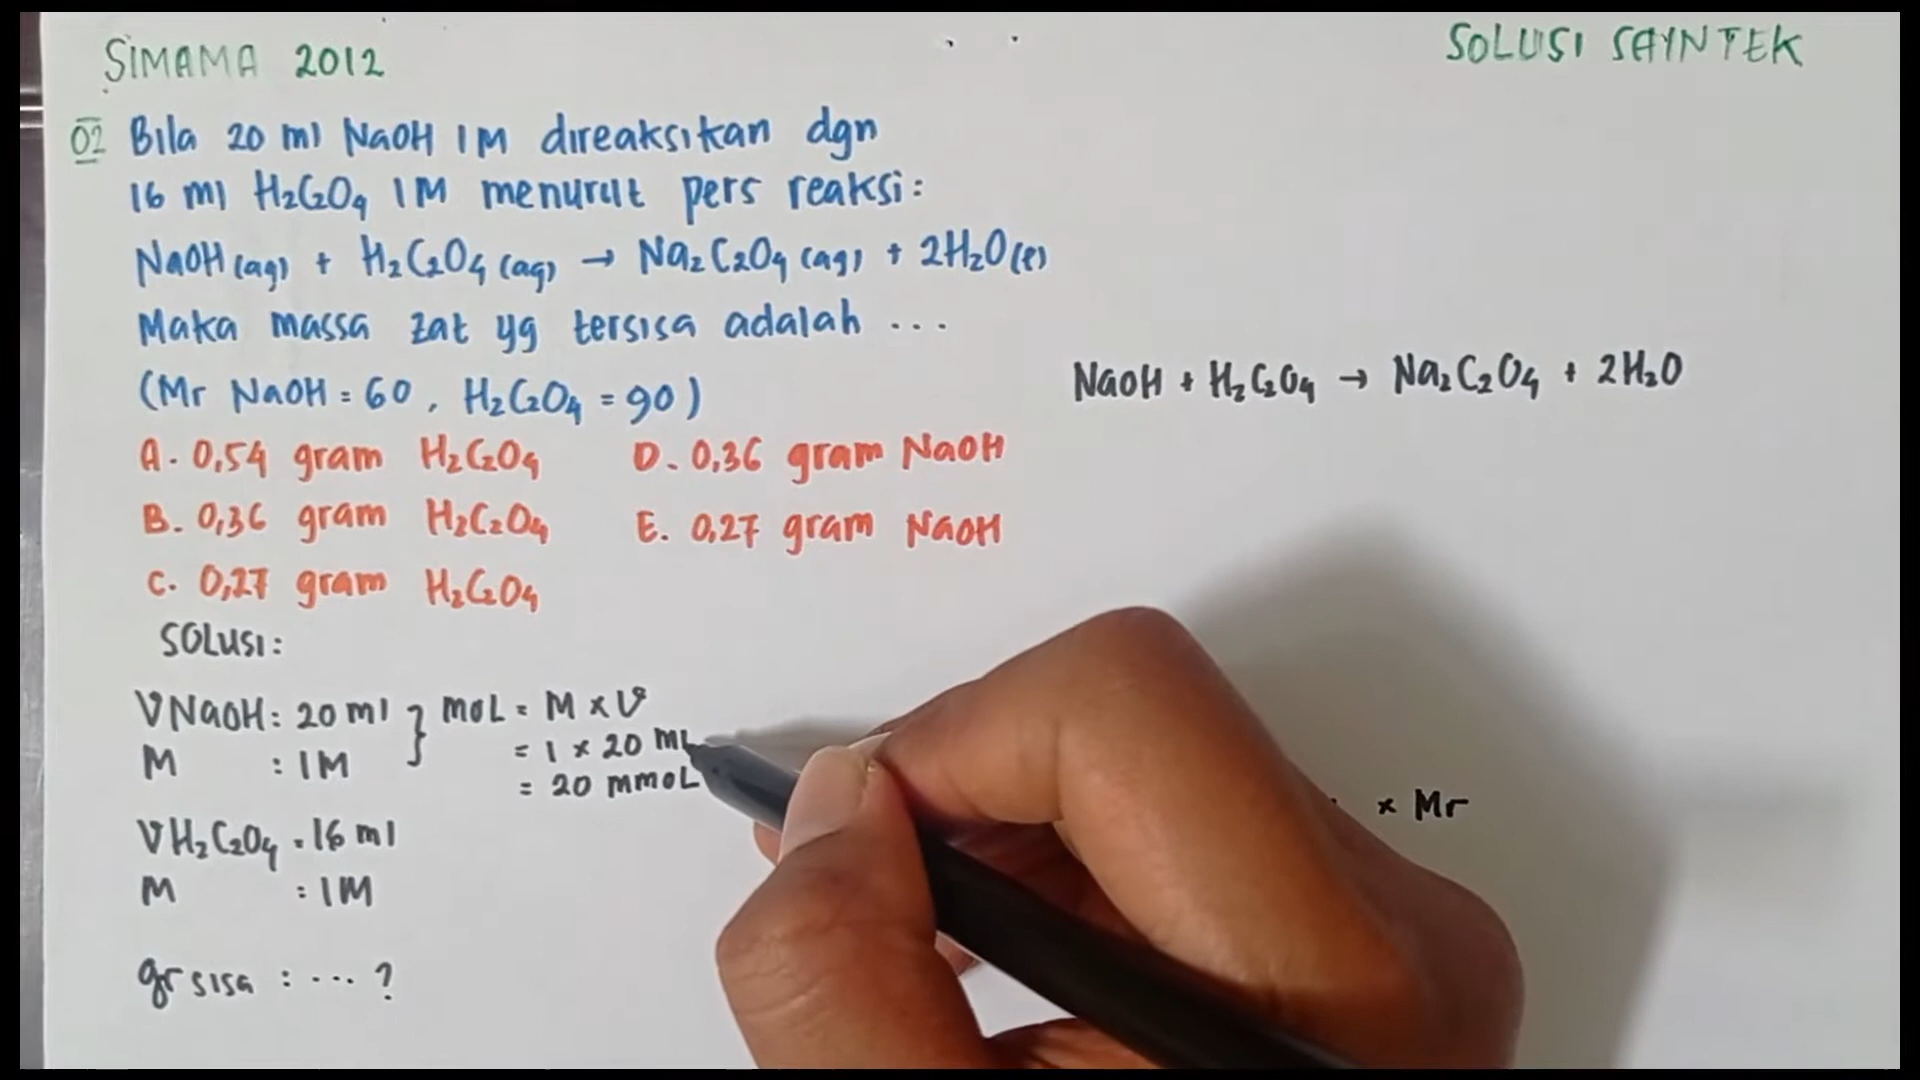 SIMAMA 2012
SOLUSI SAYNTEK
02 Bila 20 ml NaOH 1M direaksikan dgn
16 ml H₂C₂O₄ 1M menurut pers reaksi:
NaOH(aq) + H₂C₂O₄(aq) → Na₂C₂O₄(aq) + 2H₂O(l)
Maka massa zat yg tersisa adalah ...
(Mr NaOH = 60, H₂C₂O₄ = 90)
A. 0,54 gram H₂C₂O₄
D. 0,36 gram NaOH
B. 0,36 gram H₂C₂O₄
E. 0,27 gram NaOH
C. 0,27 gram H₂C₂O₄
SOLUSI:
V NaOH: 20 ml } mol = M × V
M : 1M
= 1 × 20 ml
= 20 mmol
V H₂C₂O₄ = 16 ml
M : 1M
gr sisa : ... ?
NaOH + H₂C₂O₄ → Na₂C₂O₄ + 2H₂O
× Mr